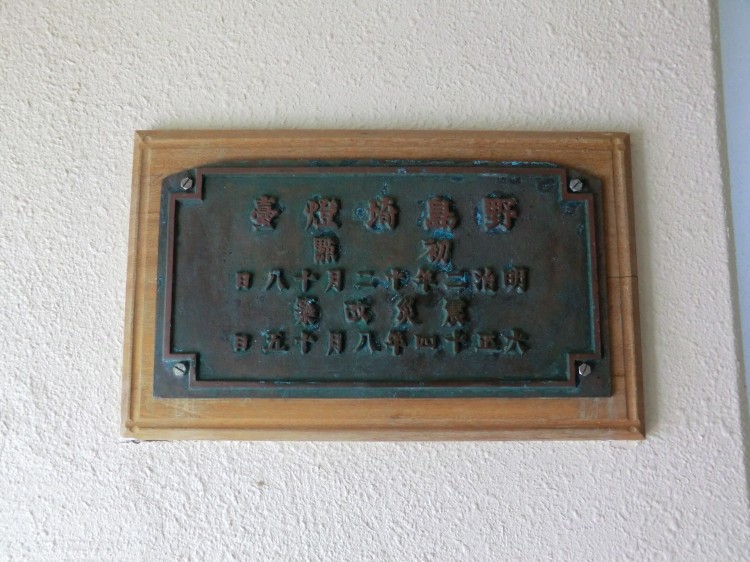 野島埼燈臺
初點
明治二年十二月十八日
震災改築
大正十四年八月十五日